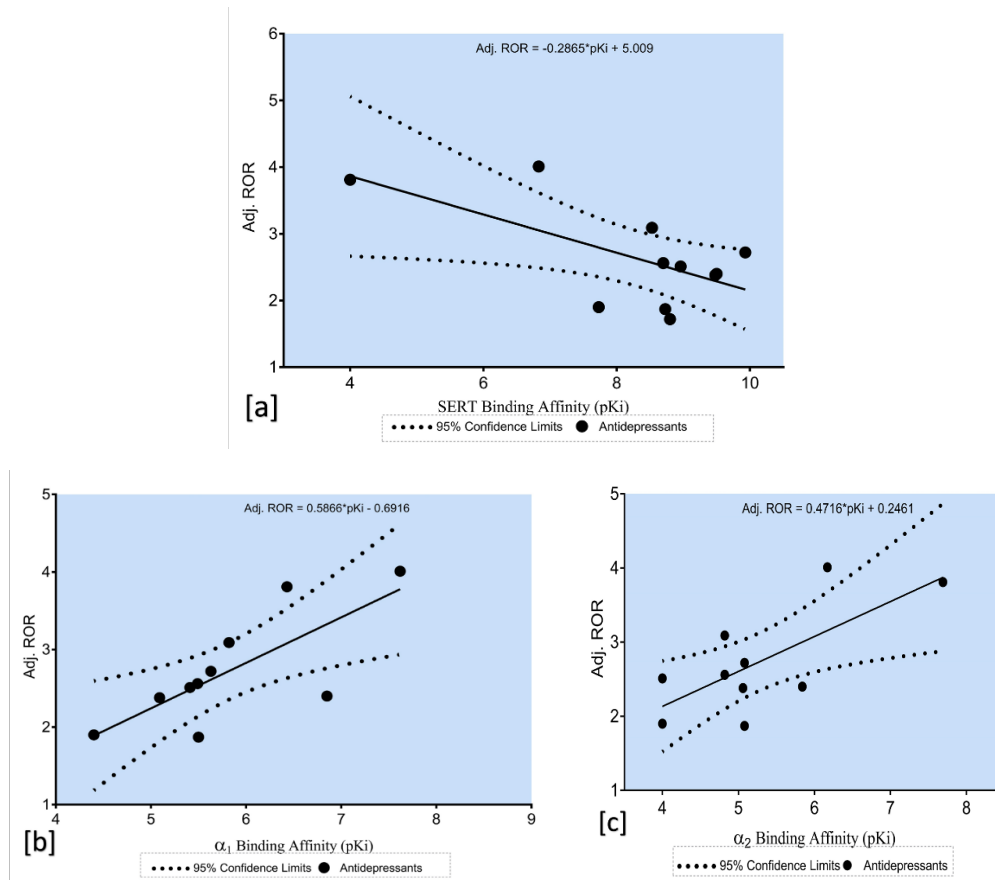 6
Adj. ROR = -0.2865*pKi + 5.009
5
4
Adj. ROR
3
2
1
4
6
8
10
[a]
SERT Binding Affinity (pKi)
95% Confidence Limits
Antidepressants
5
Adj. ROR = 0.5866*pKi - 0.6916
4
Adj. ROR
3
2
1
4
5
6
7
8
9
[b]
α₁ Binding Affinity (pKi)
95% Confidence Limits
Antidepressants
5
Adj. ROR = 0.4716*pKi + 0.2461
4
Adj. ROR
3
2
1
4
5
6
7
8
[c]
α₂ Binding Affinity (pKi)
95% Confidence Limits
Antidepressants